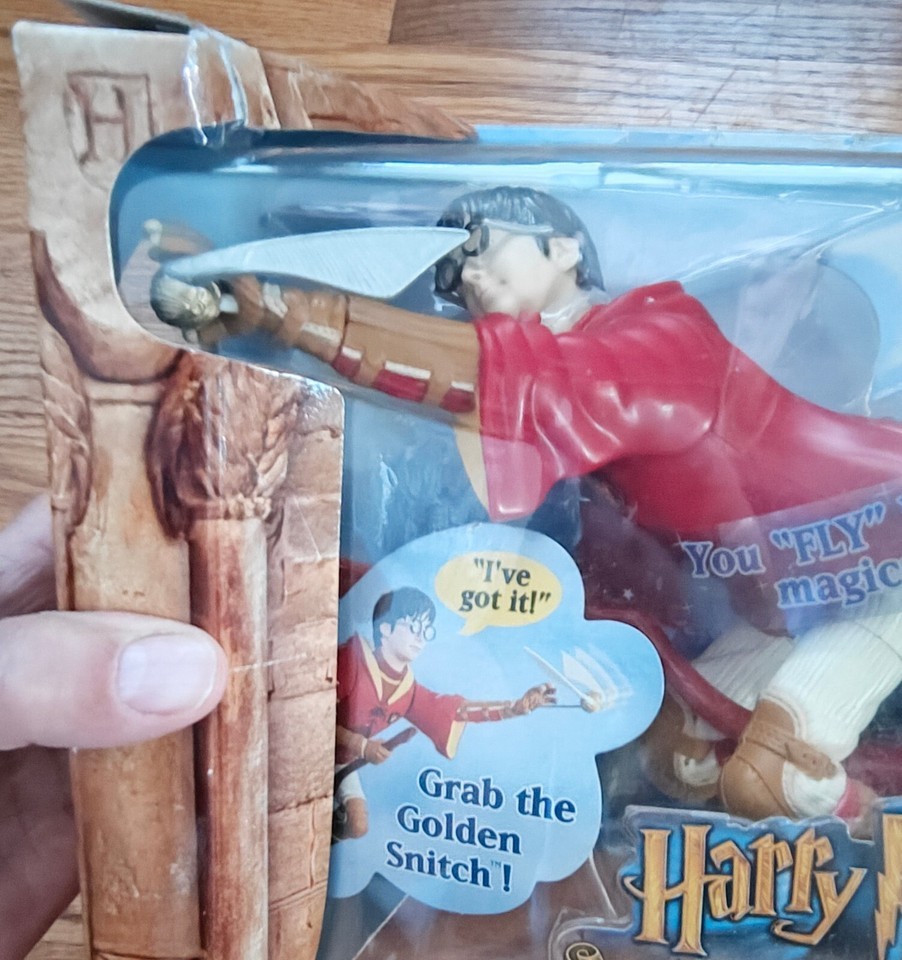 H
You "FLY"
magic
"I've
got it!"
Grab the
Golden
Snitch™!
Harry